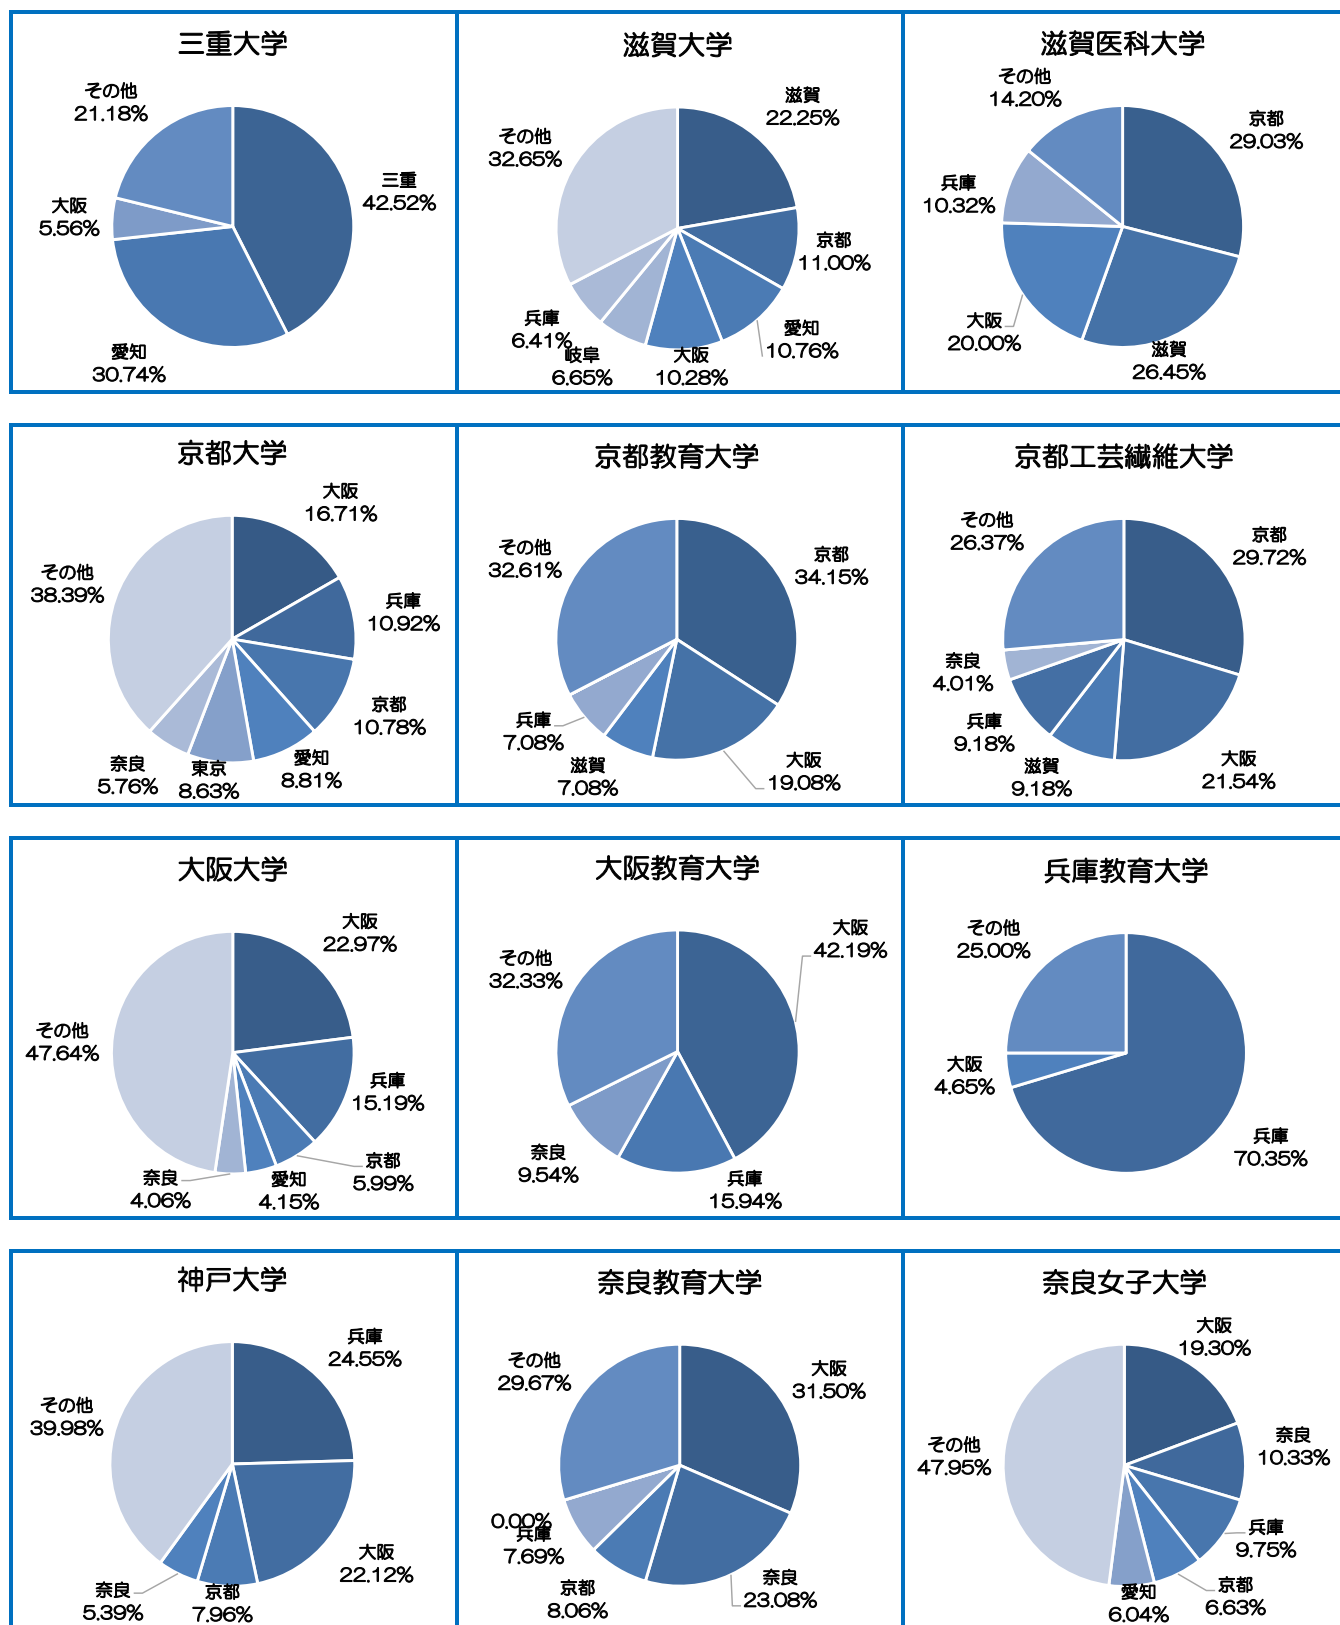 三重大学
その他
21.18%
三重
42.52%
大阪
5.56%
愛知
30.74%
滋賀大学
滋賀
22.25%
その他
32.65%
京都
11.00%
兵庫
6.41%
愛知
10.76%
岐阜
6.65%
大阪
10.28%
滋賀医科大学
その他
14.20%
京都
29.03%
兵庫
10.32%
大阪
20.00%
滋賀
26.45%
京都大学
大阪
16.71%
その他
38.39%
兵庫
10.92%
京都
10.78%
奈良
5.76%
東京
8.63%
愛知
8.81%
京都教育大学
その他
32.61%
京都
34.15%
兵庫
7.08%
滋賀
7.08%
大阪
19.08%
京都工芸繊維大学
その他
26.37%
京都
29.72%
奈良
4.01%
兵庫
9.18%
滋賀
9.18%
大阪
21.54%
大阪大学
大阪
22.97%
その他
47.64%
兵庫
15.19%
京都
5.99%
奈良
4.06%
愛知
4.15%
大阪教育大学
大阪
42.19%
その他
32.33%
奈良
9.54%
兵庫
15.94%
兵庫教育大学
その他
25.00%
大阪
4.65%
兵庫
70.35%
神戸大学
兵庫
24.55%
その他
39.98%
大阪
22.12%
奈良
5.39%
京都
7.96%
奈良教育大学
その他
29.67%
大阪
31.50%
0.00%
兵庫
7.69%
京都
8.06%
奈良
23.08%
奈良女子大学
大阪
19.30%
その他
47.95%
奈良
10.33%
兵庫
9.75%
愛知
6.04%
京都
6.63%